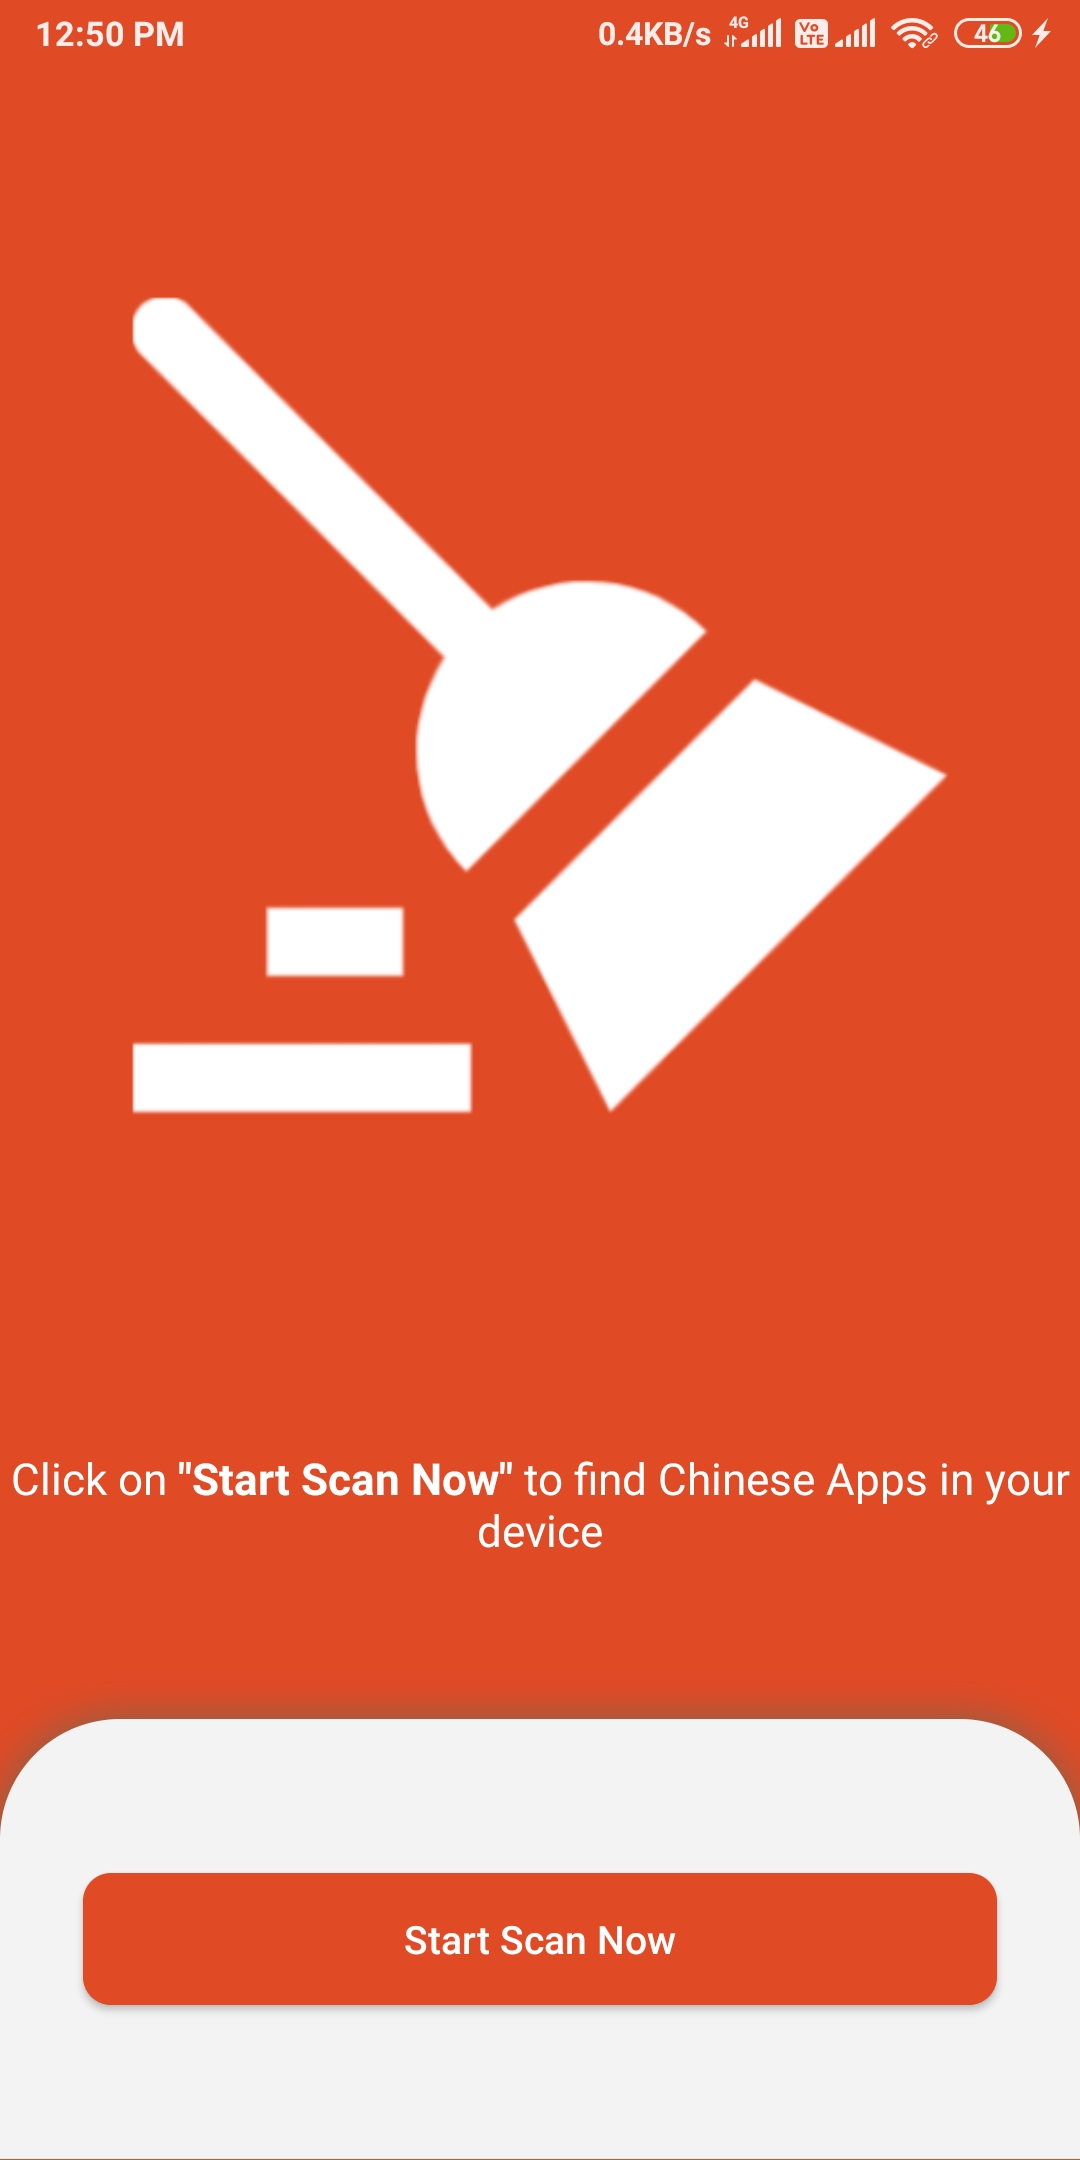 12:50 PM 0.4KB/s 4G Vo LTE 46
Click on "Start Scan Now" to find Chinese Apps in your
device
Start Scan Now